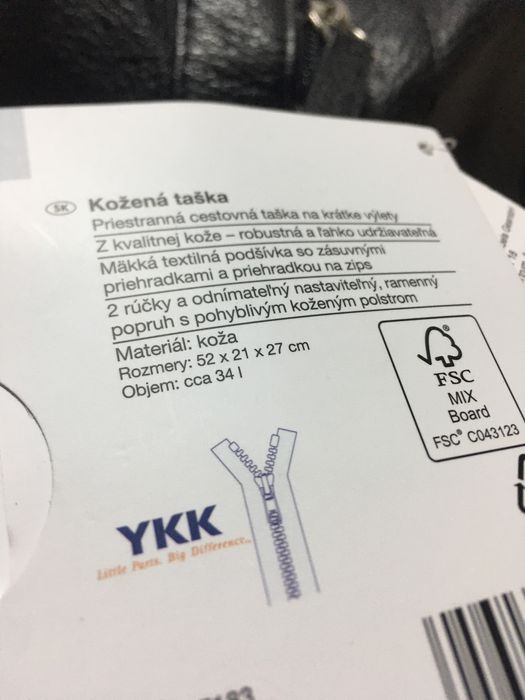 SK Kožená taška
Priestranná cestovná taška na krátke výlety
Z kvalitnej kože – robustná a ľahko udržiavateľná
Mäkká textilná podšívka so zásuvnými
priehradkami a priehradkou na zips
2 rúčky a odnímateľný nastaviteľný, ramenný
popruh s pohyblivým koženým polstrom
Materiál: koža
Rozmery: 52 x 21 x 27 cm
Objem: cca 34 l
FSC
MIX
Board
FSC® C043123
YKK
Little Parts. Big Difference.